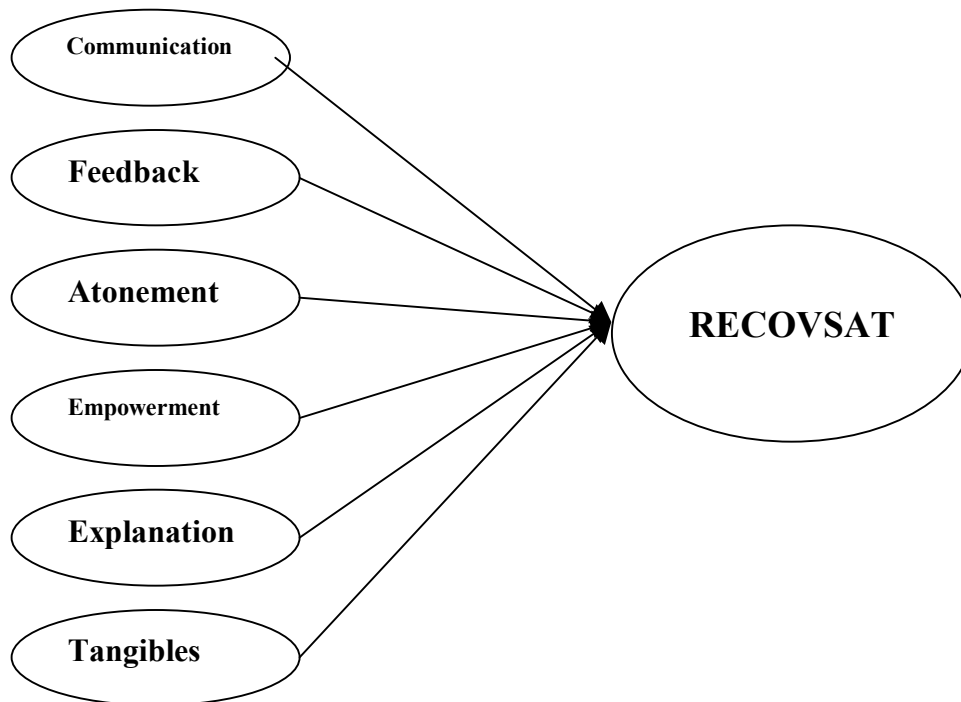 Communication
Feedback
Atonement
RECOVSAT
Empowerment
Explanation
Tangibles